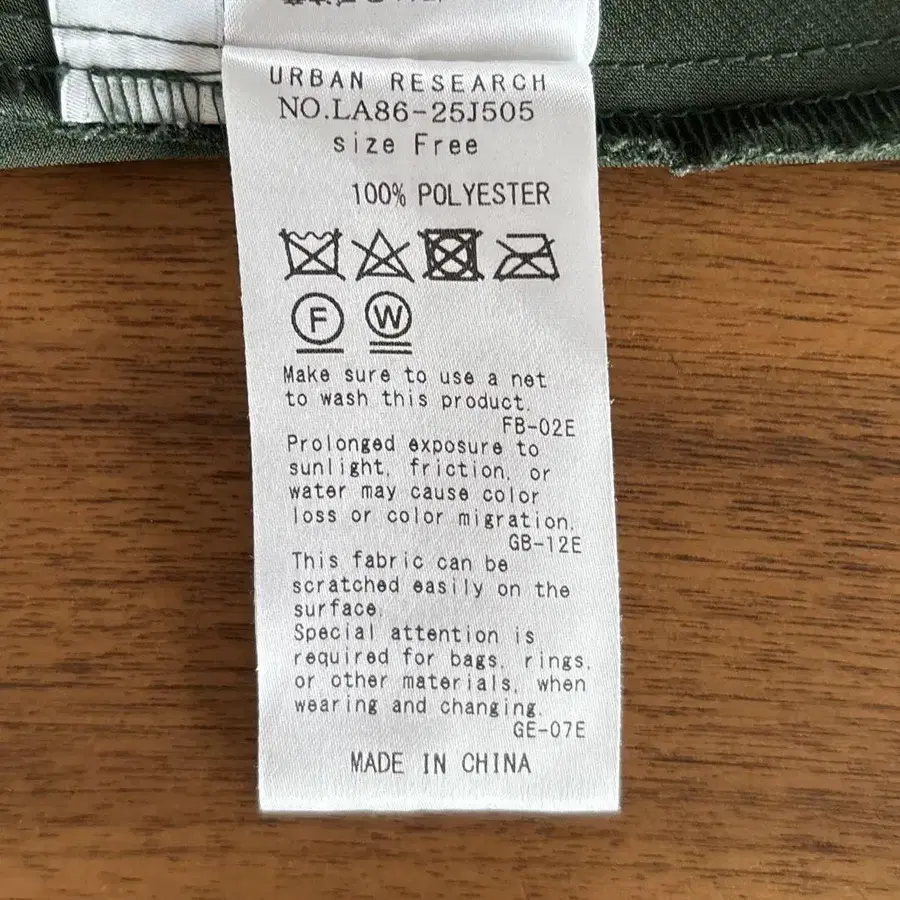 URBAN RESEARCH
NO.LA86-25J505
size Free
100% POLYESTER
F W
Make sure to use a net
to wash this product.
FB-02E
Prolonged exposure to
sunlight, friction, or
water may cause color
loss or color migration.
GB-12E
This fabric can be
scratched easily on the
surface.
Special attention is
required for bags, rings,
or other materials, when
wearing and changing.
GE-07E
MADE IN CHINA